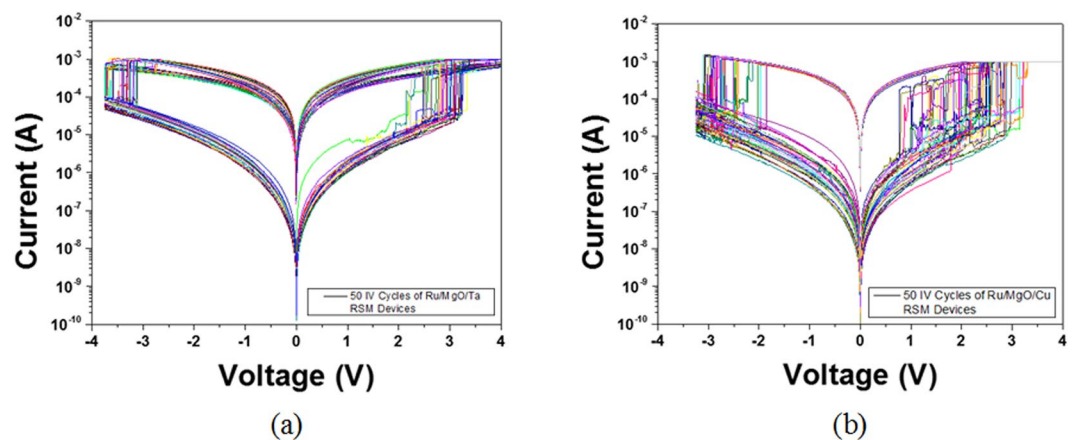 10⁻²
10⁻³
10⁻⁴
10⁻⁵
10⁻⁶
10⁻⁷
10⁻⁸
10⁻⁹
10⁻¹⁰
Current (A)
50 IV Cycles of Ru/MgO/Ta
RSM Devices
-4 -3 -2 -1 0 1 2 3 4
Voltage (V)
(a)
10⁻²
10⁻³
10⁻⁴
10⁻⁵
10⁻⁶
10⁻⁷
10⁻⁸
10⁻⁹
10⁻¹⁰
Current (A)
50 IV Cycles of Ru/MgO/Cu
RSM Devices
-4 -3 -2 -1 0 1 2 3 4
Voltage (V)
(b)